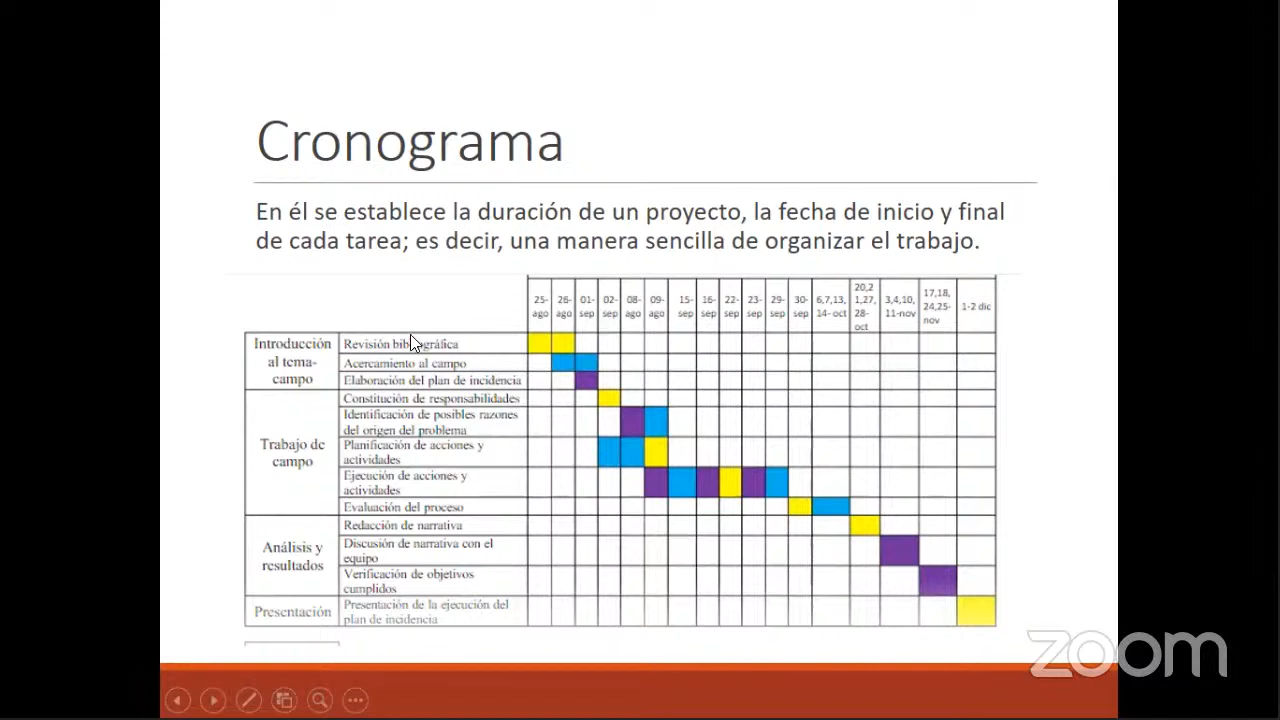 Cronograma
En él se establece la duración de un proyecto, la fecha de inicio y final
de cada tarea; es decir, una manera sencilla de organizar el trabajo.
25-
ago
26-
ago
01-
sep
02-
sep
08-
ago
09-
ago
15-
sep
16-
sep
22-
sep
23-
sep
29-
sep
30-
sep
6,7,13,
14- oct
20,2
1,27,
28-
oct
3,4,10,
11-nov
17,18,
24,25-
nov
1-2 dic
Introducción
al tema-
campo
Revisión bibliográfica
Acercamiento al campo
Elaboración del plan de incidencia
Trabajo de
campo
Constitución de responsabilidades
Identificación de posibles razones
del origen del problema
Planificación de acciones y
actividades
Ejecución de acciones y
actividades
Evaluación del proceso
Análisis y
resultados
Redacción de narrativa
Discusión de narrativa con el
equipo
Verificación de objetivos
cumplidos
Presentación
Presentación de la ejecución del
plan de incidencia
zoom